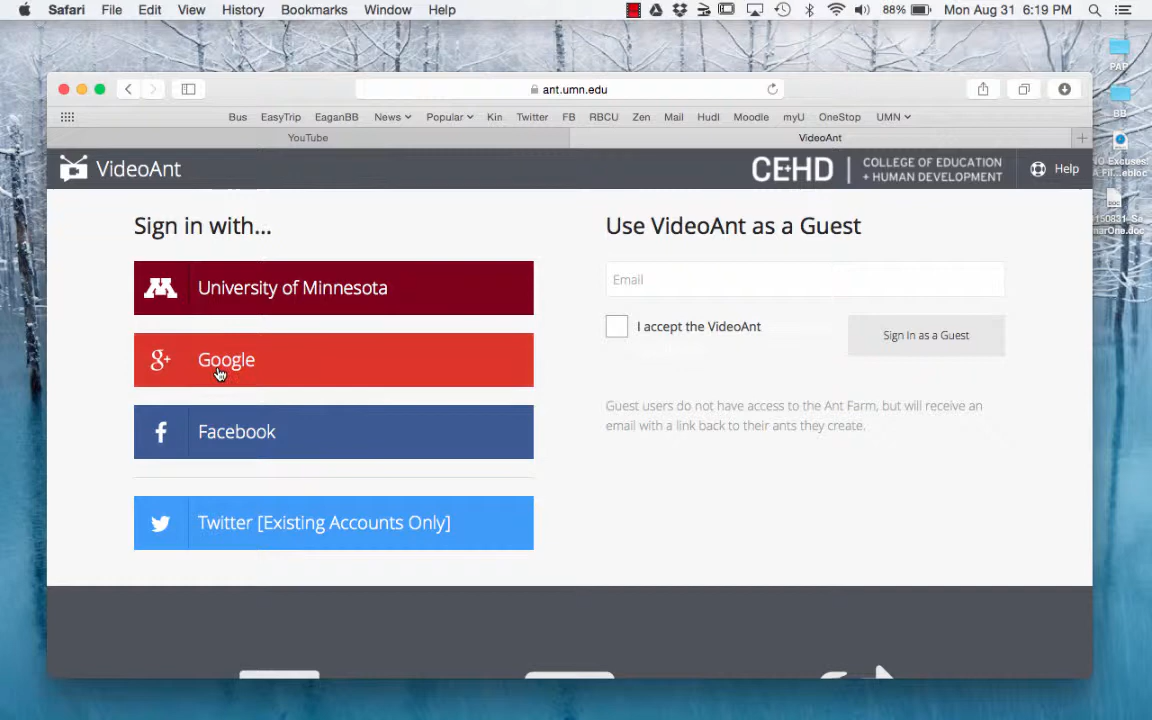 Safari File Edit View History Bookmarks Window Help 88% Mon Aug 31 6:19 PM
PAP
ant.umn.edu
BB
Bus EasyTrip EaganBB News Popular Kin Twitter FB RBCU Zen Mail Hudl Moodle myU OneStop UMN
YouTube VideoAnt
VideoAnt CEHD COLLEGE OF EDUCATION + HUMAN DEVELOPMENT Help
Sign in with... Use VideoAnt as a Guest
University of Minnesota
Email
I accept the VideoAnt
Sign In as a Guest
g+ Google
Guest users do not have access to the Ant Farm, but will receive an
email with a link back to their ants they create.
f Facebook
Twitter [Existing Accounts Only]